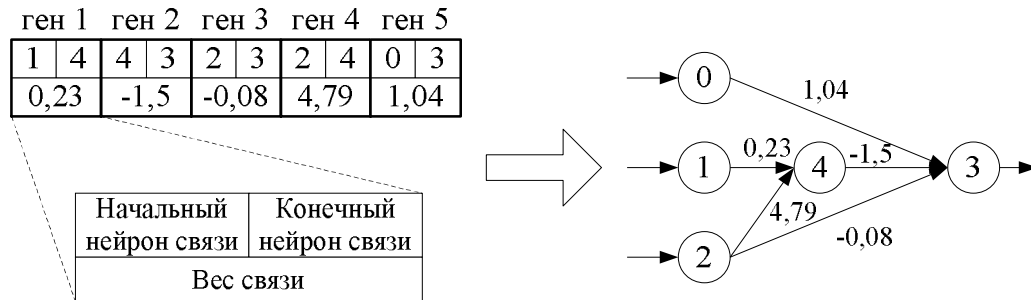 ген 1 ген 2 ген 3 ген 4 ген 5
1 4 4 3 2 3 2 4 0 3
0,23 -1,5 -0,08 4,79 1,04
Начальный нейрон связи
Конечный нейрон связи
Вес связи
0
1,04
1
0,23
4
-1,5
3
4,79
2
-0,08